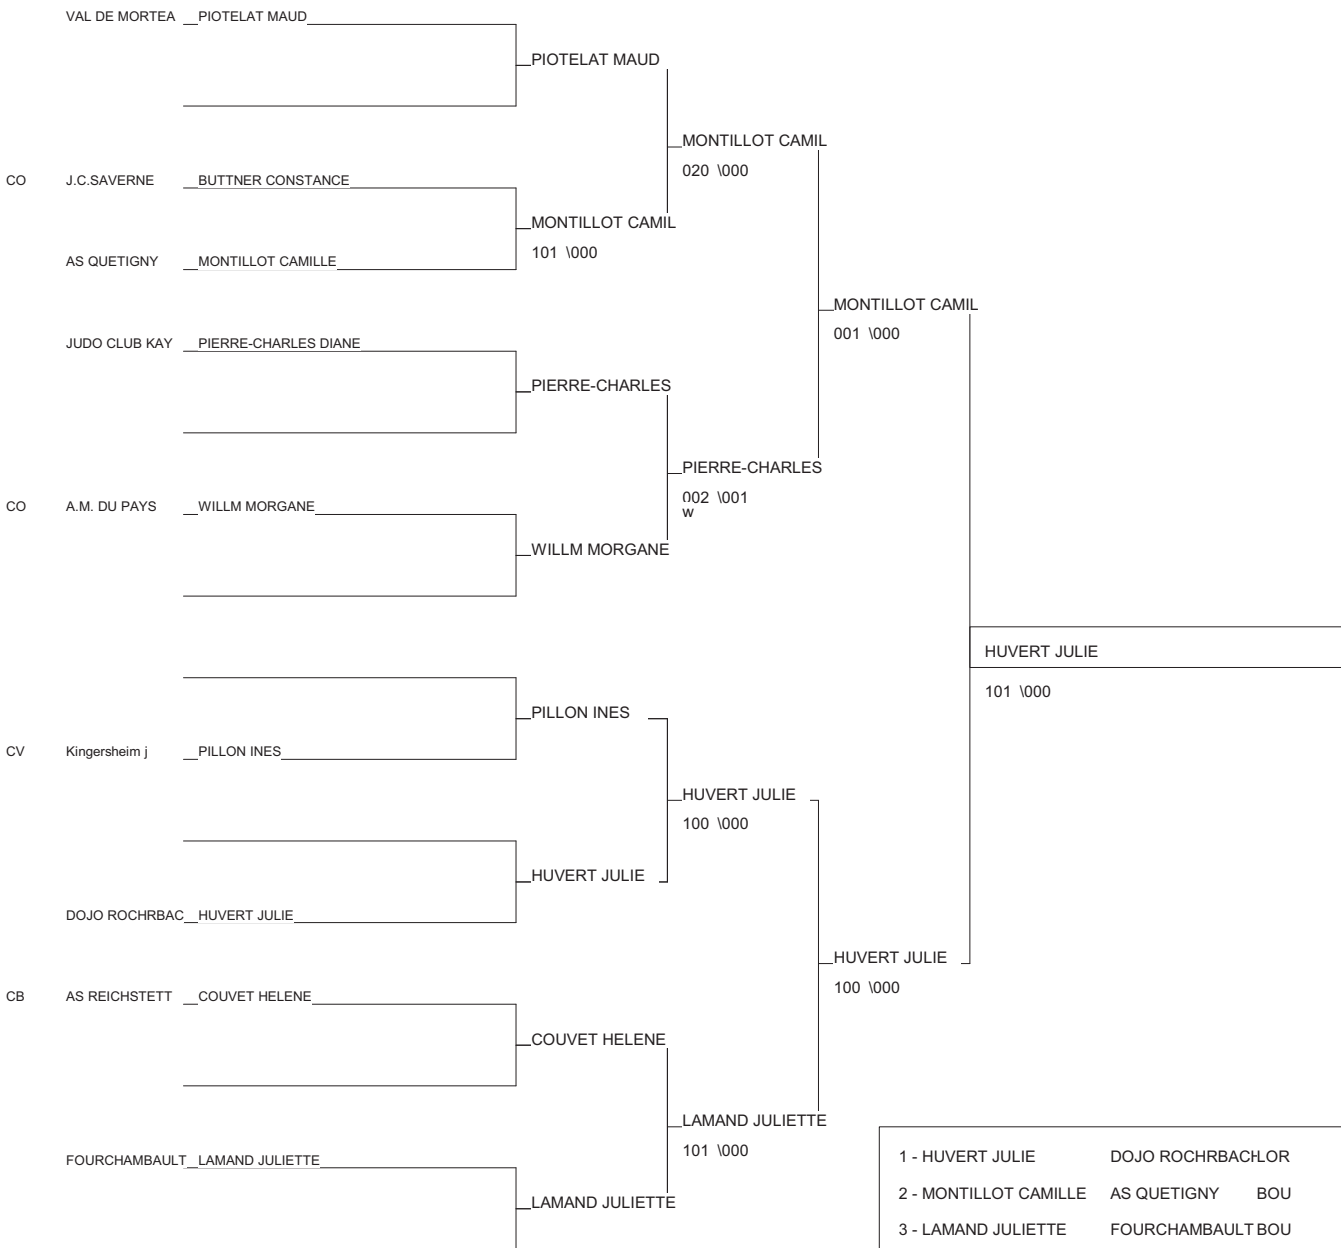 VAL DE MORTEA PIOTELAT MAUD
PIOTELAT MAUD
MONTILLOT CAMIL
020 \000
CO J.C.SAVERNE BUTTNER CONSTANCE
MONTILLOT CAMIL
101 \000
AS QUETIGNY MONTILLOT CAMILLE
MONTILLOT CAMIL
001 \000
JUDO CLUB KAY PIERRE-CHARLES DIANE
PIERRE-CHARLES
PIERRE-CHARLES
002 \001
w
CO A.M. DU PAYS WILLM MORGANE
WILLM MORGANE
HUVERT JULIE
101 \000
PILLON INES
CV Kingersheim j PILLON INES
HUVERT JULIE
100 \000
HUVERT JULIE
DOJO ROCHRBAC HUVERT JULIE
HUVERT JULIE
100 \000
CB AS REICHSTETT COUVET HELENE
COUVET HELENE
LAMAND JULIETTE
101 \000
FOURCHAMBAULT LAMAND JULIETTE
LAMAND JULIETTE
1 - HUVERT JULIE DOJO ROCHRBACH LOR
2 - MONTILLOT CAMILLE AS QUETIGNY BOU
3 - LAMAND JULIETTE FOURCHAMBAULT BOU